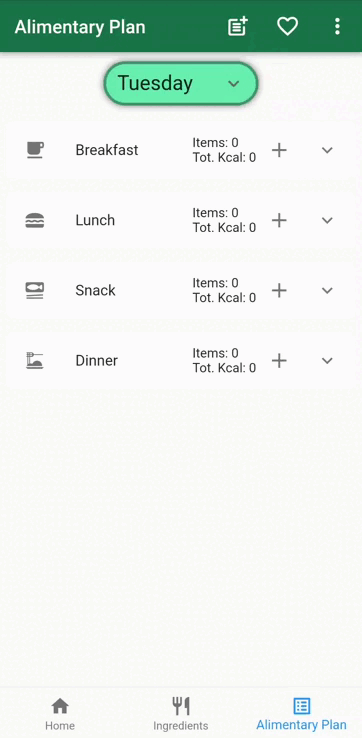 Alimentary Plan
Tuesday
Breakfast
Items: 0
Tot. Kcal: 0
Lunch
Items: 0
Tot. Kcal: 0
Snack
Items: 0
Tot. Kcal: 0
Dinner
Items: 0
Tot. Kcal: 0
Home
Ingredients
Alimentary Plan